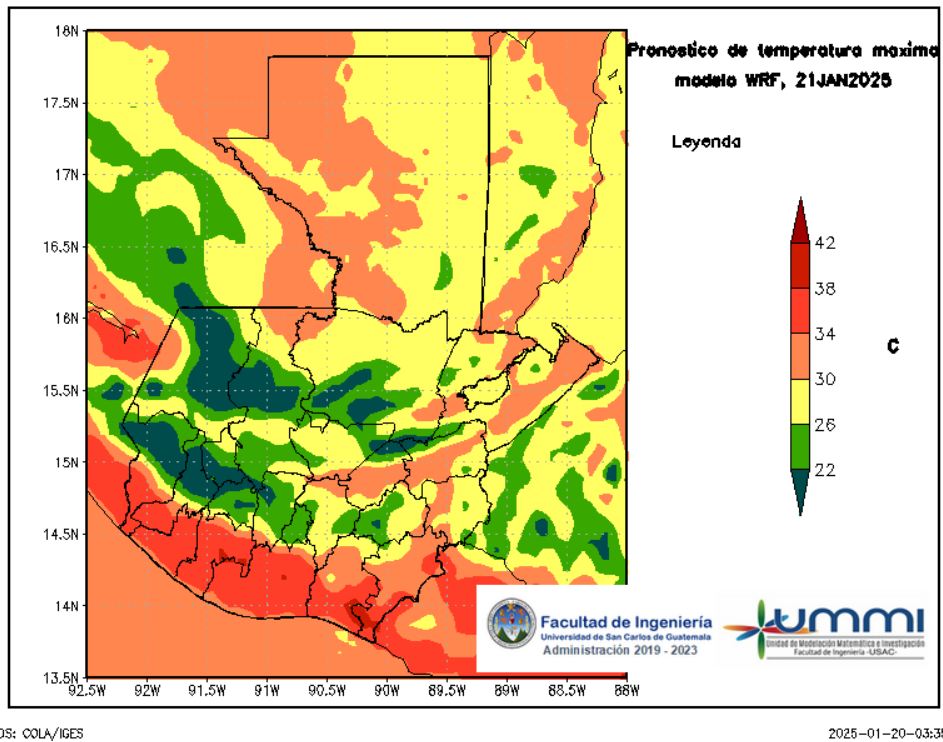 18N
17.5N
17N
16.5N
16N
15.5N
15N
14.5N
14N
13.5N
92.5W 92W 91.5W 91W 90.5W 90W 89.5W 89W 88.5W 88W
Pronostico de temperatura maxima
modelo WRF, 21JAN2025
Leyenda
42
38
34
30
26
22
C
Facultad de Ingeniería
Universidad de San Carlos de Guatemala
Administración 2019 - 2023
ummi
Unidad de Modelación Matemática e Investigación
Facultad de Ingeniería -USAC-
DS: COLA/IGES
2025-01-20-03:3